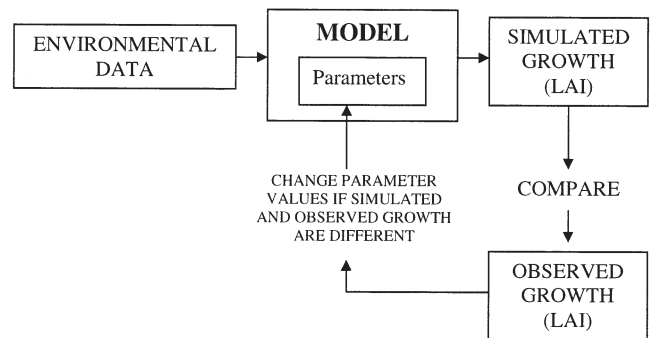 ENVIRONMENTAL
DATA
MODEL
Parameters
SIMULATED
GROWTH
(LAI)
CHANGE PARAMETER
VALUES IF SIMULATED
AND OBSERVED GROWTH
ARE DIFFERENT
COMPARE
OBSERVED
GROWTH
(LAI)